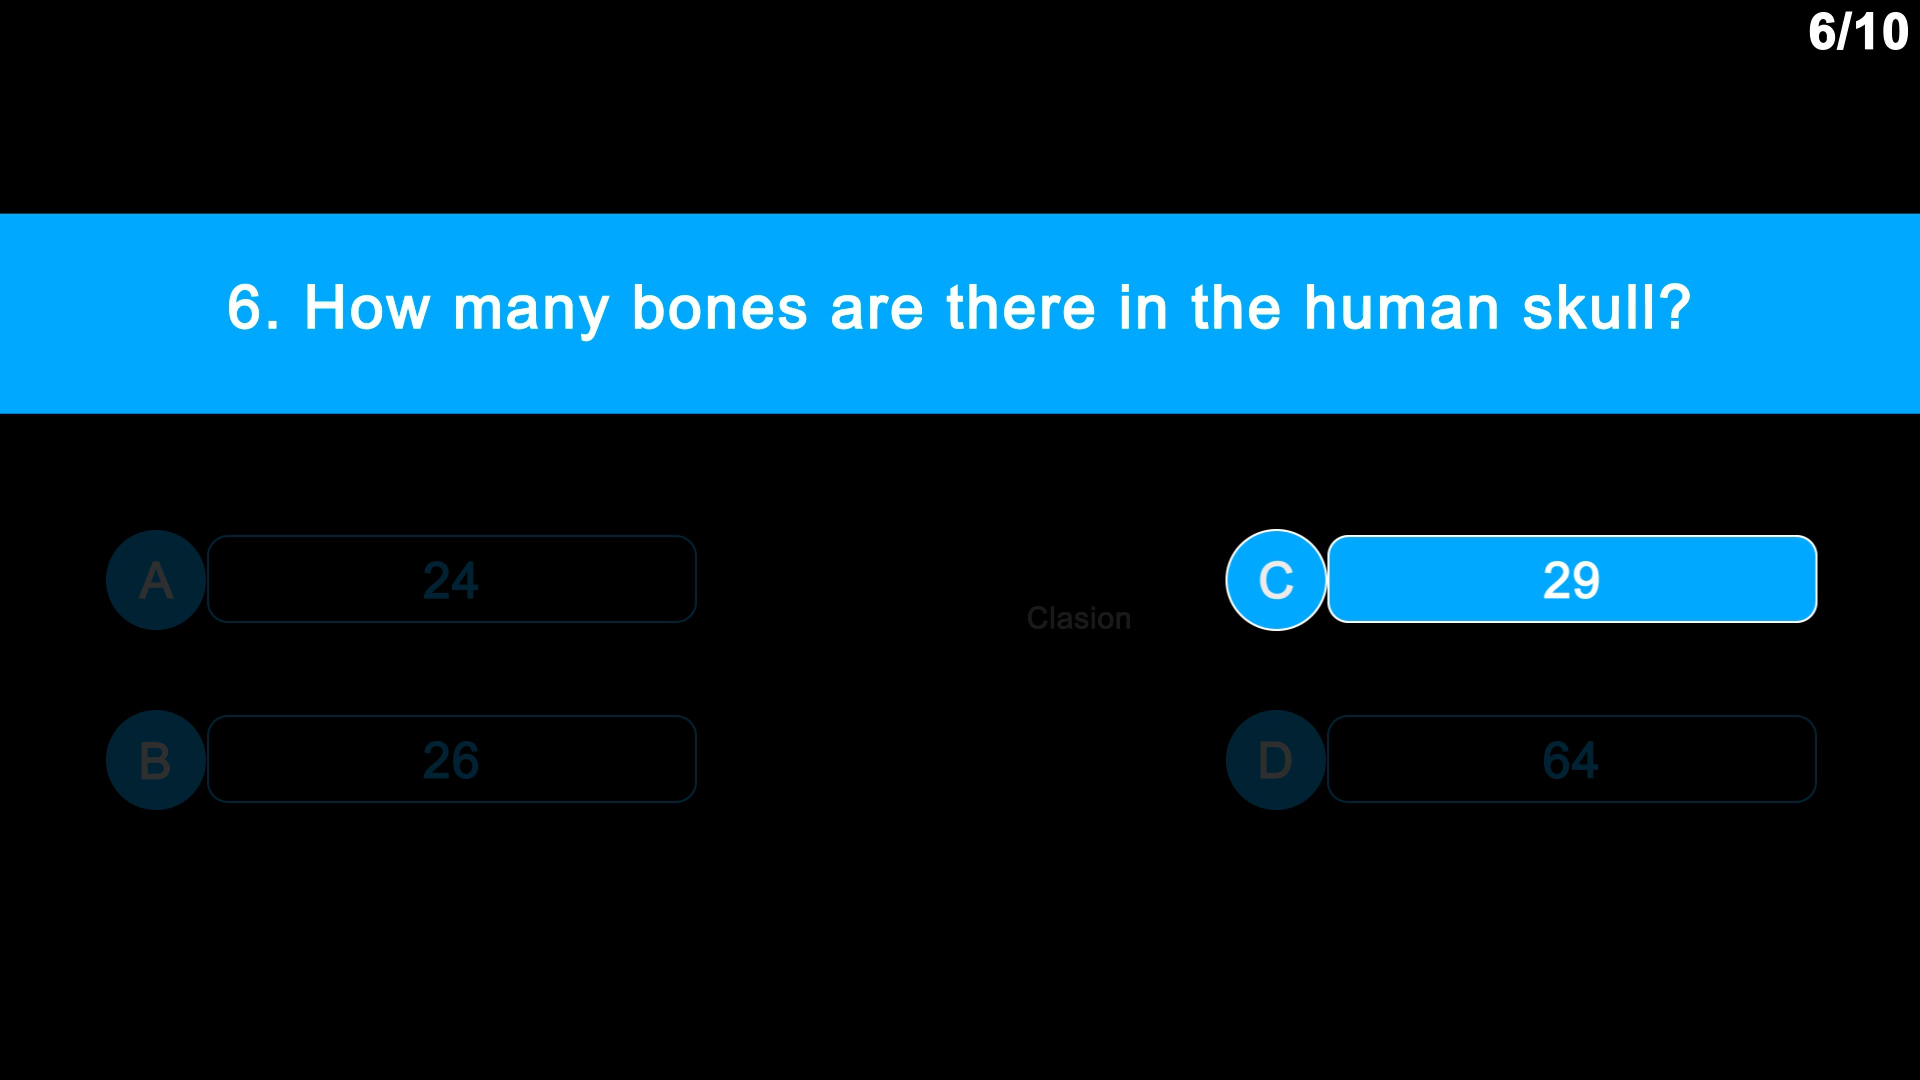 6/10
6. How many bones are there in the human skull?
A 24
C 29
Clasion
B 26
D 64